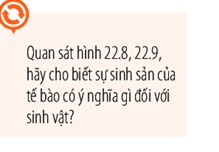 Quan sát hình 22.8, 22.9,
hãy cho biết sự sinh sản của
tế bào có ý nghĩa gì đối với
sinh vật?